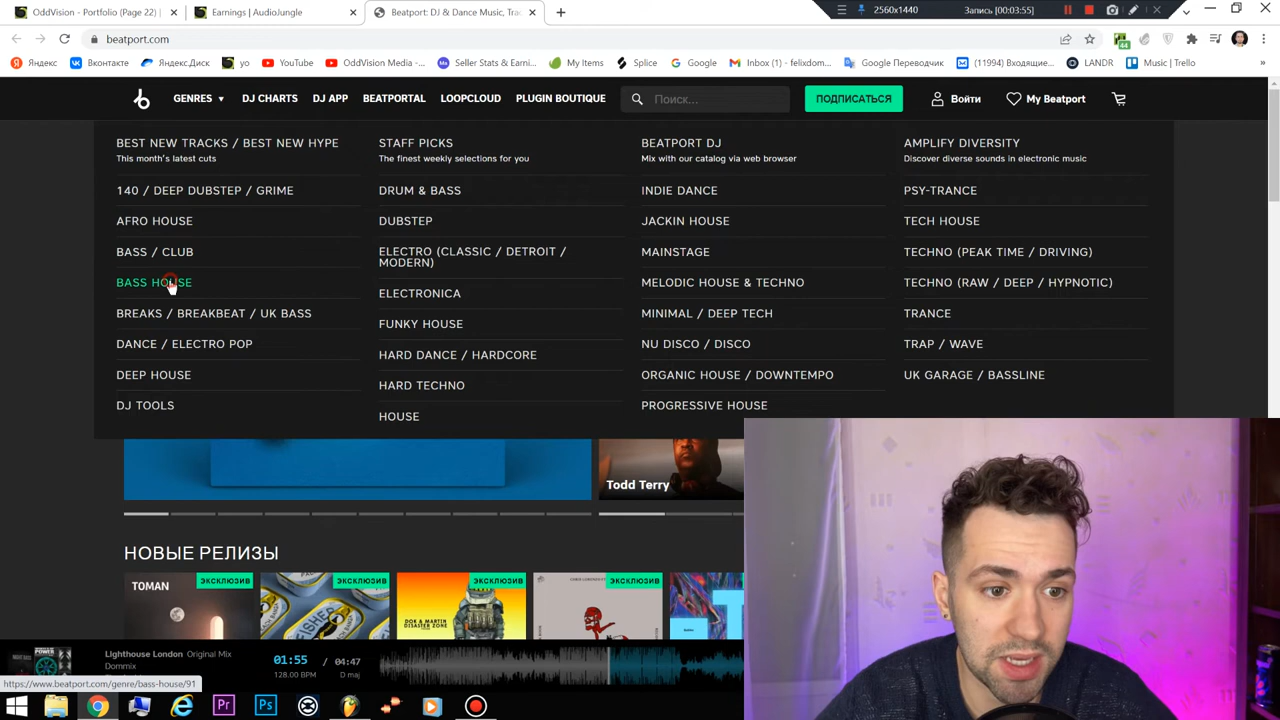 OddVision - Portfolio (Page 22) |
Earnings | AudioJungle
Beatport: DJ & Dance Music, Trac
2560x1440
Запись [00:03:55]
beatport.com
44
Яндекс
Вконтакте
Яндекс.Диск
yo
YouTube
OddVision Media -...
Seller Stats & Earni...
My Items
Splice
Google
Inbox (1) - felixdom...
Google Переводчик
(11994) Входящие...
LANDR
Music | Trello
GENRES
DJ CHARTS
DJ APP
BEATPORTAL
LOOPCLOUD
PLUGIN BOUTIQUE
Поиск...
ПОДПИСАТЬСЯ
Войти
My Beatport
BEST NEW TRACKS / BEST NEW HYPE
This month's latest cuts
140 / DEEP DUBSTEP / GRIME
AFRO HOUSE
BASS / CLUB
BASS HOUSE
BREAKS / BREAKBEAT / UK BASS
DANCE / ELECTRO POP
DEEP HOUSE
DJ TOOLS
STAFF PICKS
The finest weekly selections for you
DRUM & BASS
DUBSTEP
ELECTRO (CLASSIC / DETROIT /
MODERN)
ELECTRONICA
FUNKY HOUSE
HARD DANCE / HARDCORE
HARD TECHNO
HOUSE
BEATPORT DJ
Mix with our catalog via web browser
INDIE DANCE
JACKIN HOUSE
MAINSTAGE
MELODIC HOUSE & TECHNO
MINIMAL / DEEP TECH
NU DISCO / DISCO
ORGANIC HOUSE / DOWNTEMPO
PROGRESSIVE HOUSE
AMPLIFY DIVERSITY
Discover diverse sounds in electronic music
PSY-TRANCE
TECH HOUSE
TECHNO (PEAK TIME / DRIVING)
TECHNO (RAW / DEEP / HYPNOTIC)
TRANCE
TRAP / WAVE
UK GARAGE / BASSLINE
Todd Terry
НОВЫЕ РЕЛИЗЫ
TOMAN
ЭКСКЛЮЗИВ
ЭКСКЛЮЗИВ
ЭКСКЛЮЗИВ
DOK & MARTIN
DISASTER ZONE
ЭКСКЛЮЗИВ
POWER
Lighthouse London Original Mix
Dommix
01:55 / 04:47
128.00 BPM
D maj
https://www.beatport.com/genre/bass-house/91
Pr
Ps